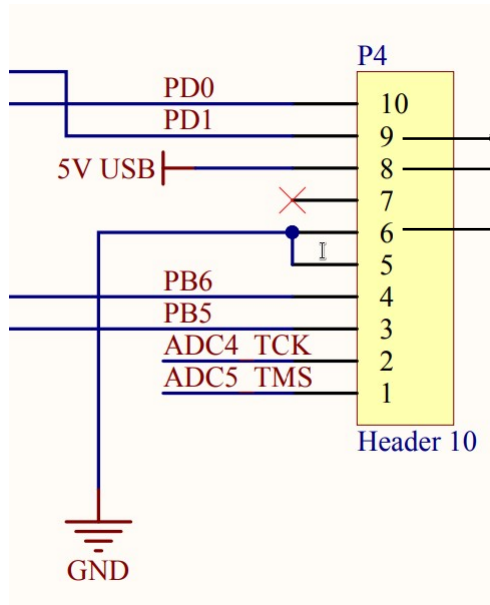 P4
PD0
10
PD1
9
5V USB
8
7
6
5
PB6
4
PB5
3
ADC4_TCK
2
ADC5_TMS
1
Header 10
GND